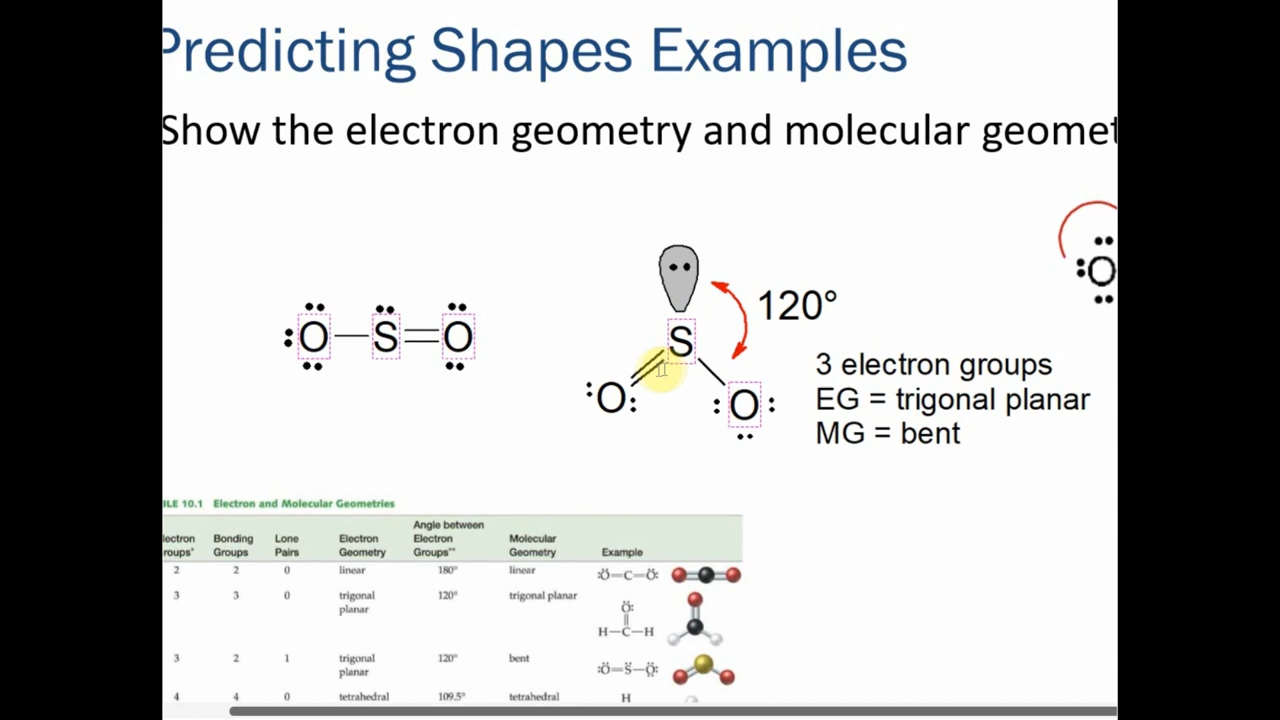 Predicting Shapes Examples
Show the electron geometry and molecular geomet
O
S
120°
:O—S=O
3 electron groups
EG = trigonal planar
MG = bent
:O: :O:
ILE 10.1 Electron and Molecular Geometries
lectron roups* Bonding Groups Lone Pairs Electron Geometry Angle between Electron Groups** Molecular Geometry Example
2 2 0 linear 180° linear :O=C=O:
3 3 0 trigonal planar 120° trigonal planar :O: H—C—H
3 2 1 trigonal planar 120° bent :O=S—O:
4 4 0 tetrahedral 109.5° tetrahedral H